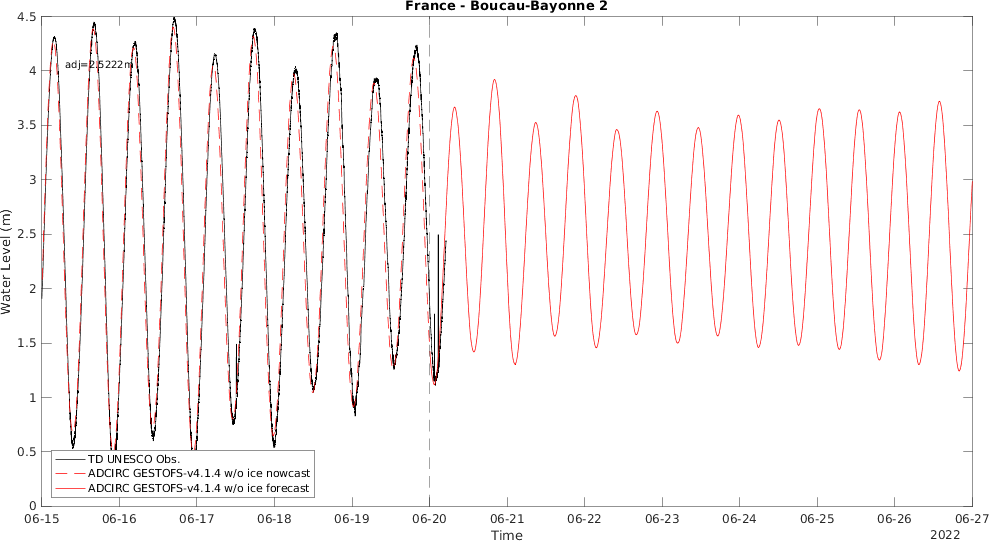 France - Boucau-Bayonne 2
4.5
4
3.5
3
2.5
2
1.5
1
0.5
0
Water Level (m)
adj=2.5222m
TD UNESCO Obs.
ADCIRC GESTOFS-v4.1.4 w/o ice nowcast
ADCIRC GESTOFS-v4.1.4 w/o ice forecast
06-15 06-16 06-17 06-18 06-19 06-20 06-21 06-22 06-23 06-24 06-25 06-26 06-27
Time
2022